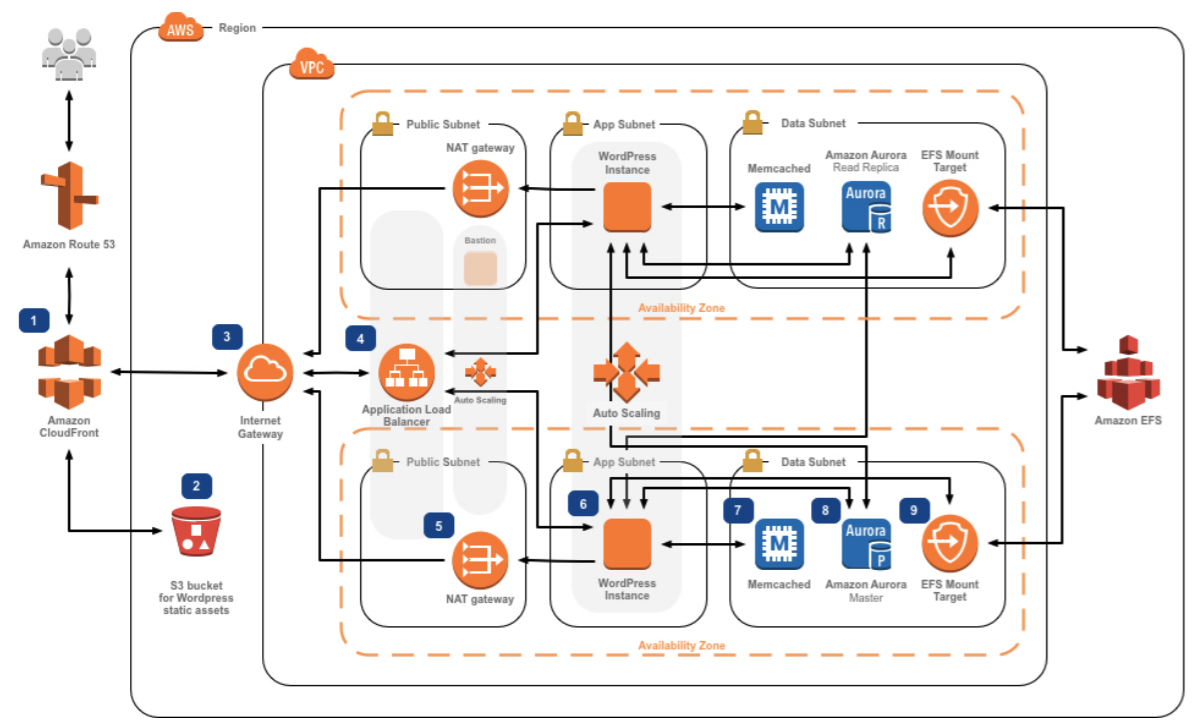 AWS
Region
VPC
Public Subnet
App Subnet
Data Subnet
NAT gateway
WordPress
Instance
Memcached
M
Amazon Aurora
Read Replica
Aurora
R
EFS Mount
Target
Bastion
Availability Zone
Amazon Route 53
1
Amazon
CloudFront
3
Internet
Gateway
4
Application Load
Balancer
Auto Scaling
Auto Scaling
Amazon EFS
2
S3 bucket
for Wordpress
static assets
Public Subnet
App Subnet
Data Subnet
5
NAT gateway
6
WordPress
Instance
7
M
Memcached
8
Aurora
P
Amazon Aurora
Master
9
EFS Mount
Target
Availability Zone